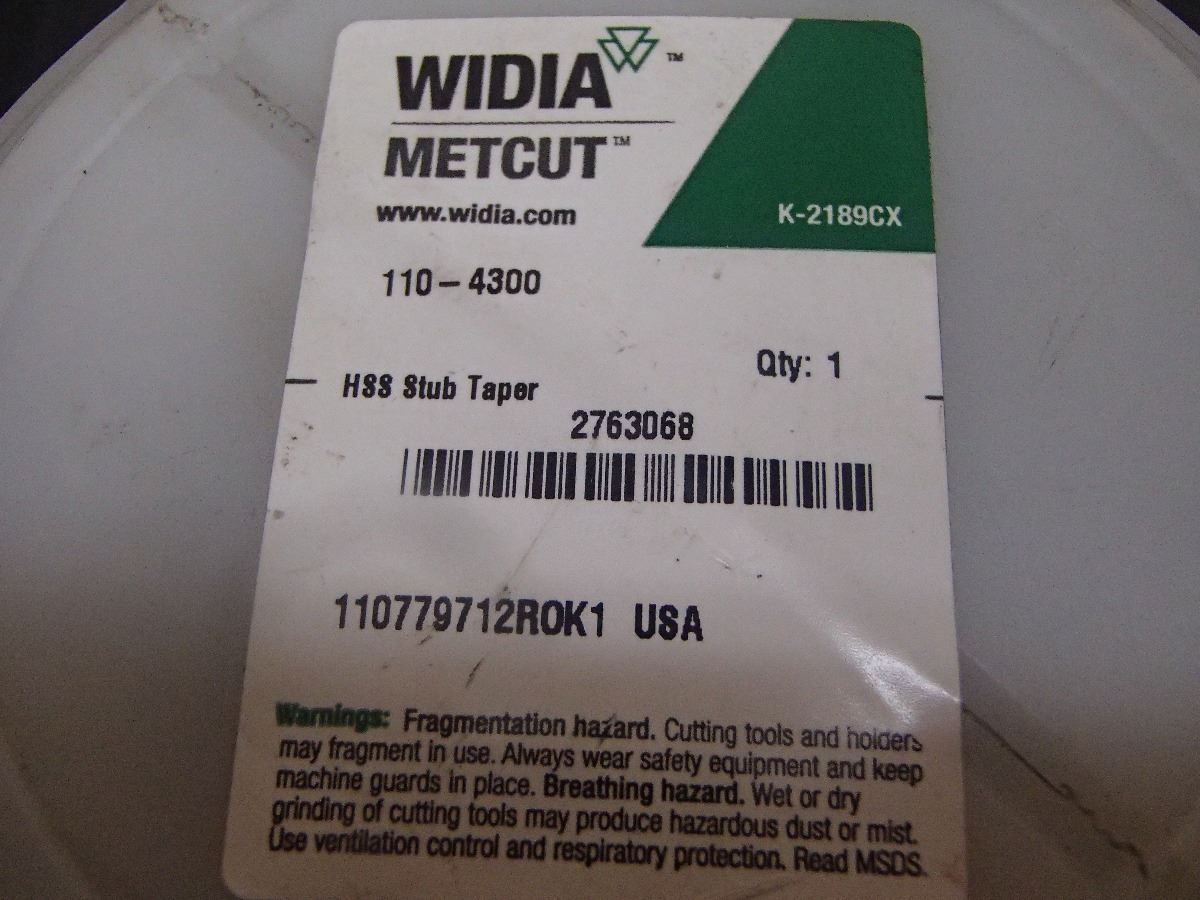 WIDIA™
METCUT™
www.widia.com
K-2189CX
110-4300
Qty: 1
HSS Stub Taper
2763068
110779712R0K1 USA
Warnings: Fragmentation hazard. Cutting tools and holders
may fragment in use. Always wear safety equipment and keep
machine guards in place. Breathing hazard. Wet or dry
grinding of cutting tools may produce hazardous dust or mist.
Use ventilation control and respiratory protection. Read MSDS.